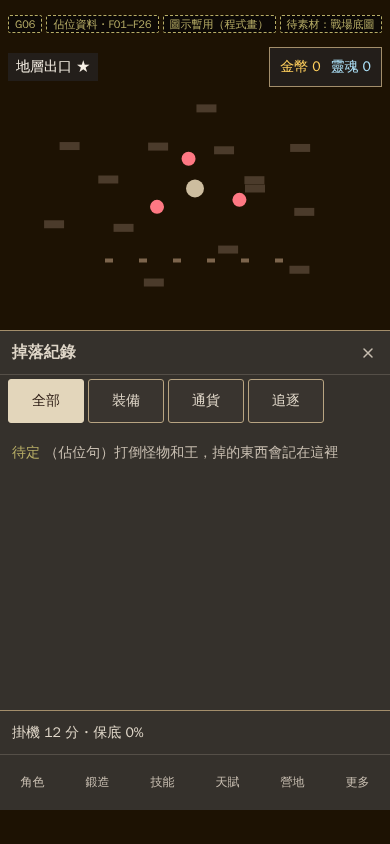 G06 佔位資料・F01–F26 圖示暫用（程式畫） 待素材：戰場底圖
地層出口 ★ 金幣 0 靈魂 0
掉落紀錄 ×
全部 裝備 通貨 追逐
待定 （佔位句）打倒怪物和王，掉的東西會記在這裡
掛機 12 分・保底 0%
角色 鍛造 技能 天賦 營地 更多